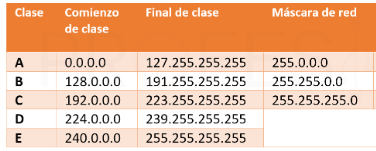 Clase Comienzo de clase Final de clase Máscara de red
A 0.0.0.0 127.255.255.255 255.0.0.0
B 128.0.0.0 191.255.255.255 255.255.0.0
C 192.0.0.0 223.255.255.255 255.255.255.0
D 224.0.0.0 239.255.255.255
E 240.0.0.0 255.255.255.255